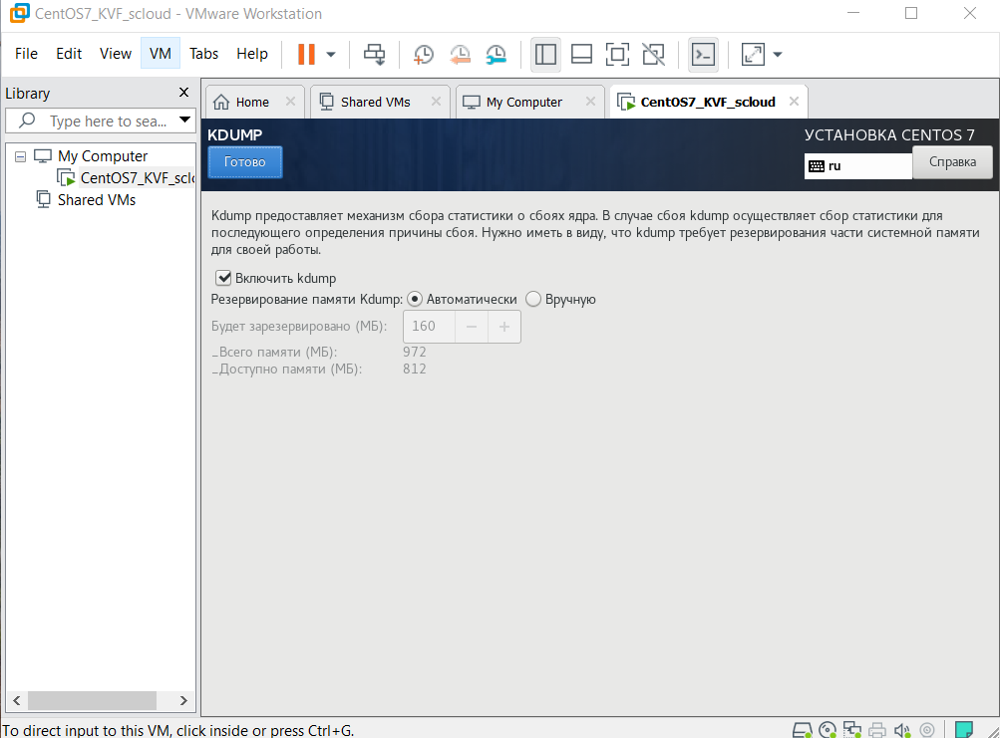 CentOS7_KVF_scloud - VMware Workstation
File Edit View VM Tabs Help
Library
Type here to sea...
My Computer
CentOS7_KVF_scl
Shared VMs
Home Shared VMs My Computer CentOS7_KVF_scloud
KDUMP УСТАНОВКА CENTOS 7
Готово ru Справка
Kdump предоставляет механизм сбора статистики о сбоях ядра. В случае сбоя kdump осуществляет сбор статистики для
последующего определения причины сбоя. Нужно иметь в виду, что kdump требует резервирования части системной памяти
для своей работы.
Включить kdump
Резервирование памяти Kdump: Автоматически Вручную
Будет зарезервировано (МБ): 160 − +
_Всего памяти (МБ): 972
_Доступно памяти (МБ): 812
To direct input to this VM, click inside or press Ctrl+G.